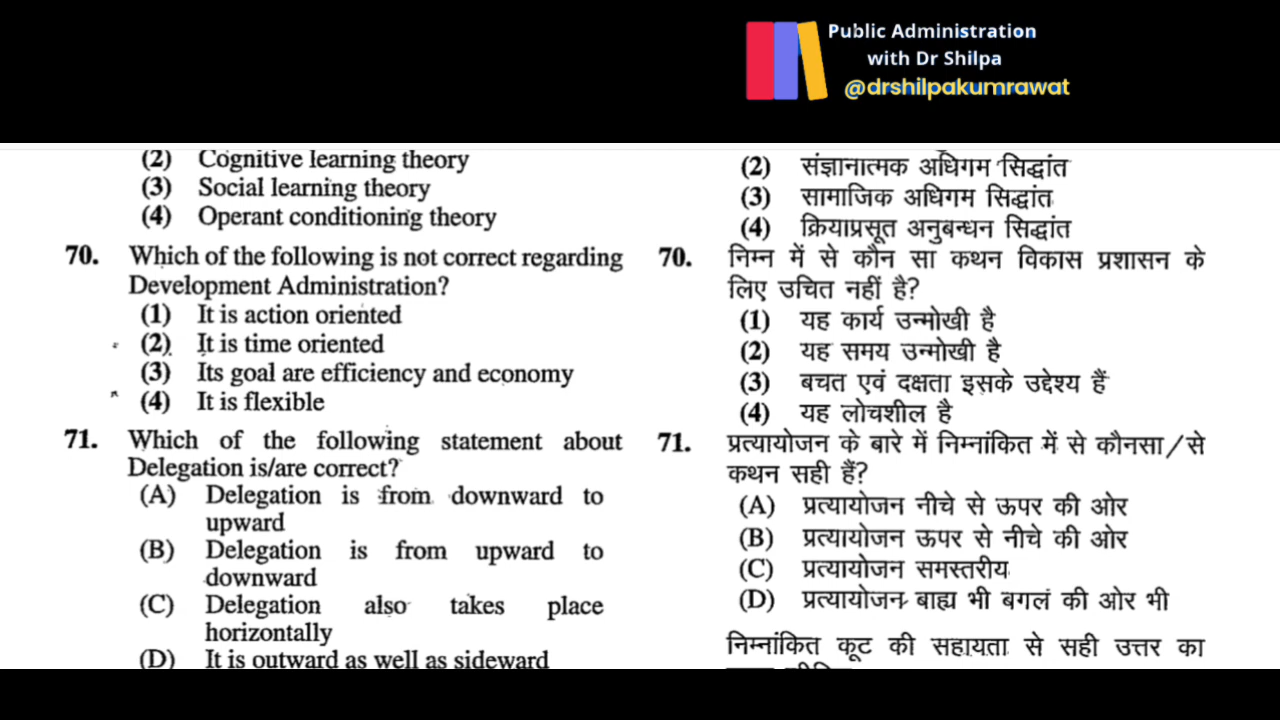 Public Administration
with Dr Shilpa
@drshilpakumrawat
(2) Cognitive learning theory
(3) Social learning theory
(4) Operant conditioning theory
70. Which of the following is not correct regarding
Development Administration?
(1) It is action oriented
(2) It is time oriented
(3) Its goal are efficiency and economy
(4) It is flexible
71. Which of the following statement about
Delegation is/are correct?
(A) Delegation is from downward to
upward
(B) Delegation is from upward to
downward
(C) Delegation also takes place
horizontally
(D) It is outward as well as sideward
(2) संज्ञानात्मक अधिगम सिद्धांत
(3) सामाजिक अधिगम सिद्धांत
(4) क्रियाप्रसूत अनुबन्धन सिद्धांत
70. निम्न में से कौन सा कथन विकास प्रशासन के
लिए उचित नहीं है?
(1) यह कार्य उन्मोखी है
(2) यह समय उन्मोखी है
(3) बचत एवं दक्षता इसके उद्देश्य हैं
(4) यह लोचशील है
71. प्रत्यायोजन के बारे में निम्नांकित में से कौनसा/से
कथन सही हैं?
(A) प्रत्यायोजन नीचे से ऊपर की ओर
(B) प्रत्यायोजन ऊपर से नीचे की ओर
(C) प्रत्यायोजन समस्तरीय
(D) प्रत्यायोजन बाह्य भी बगल की ओर भी
निम्नांकित कूट की सहायता से सही उत्तर का